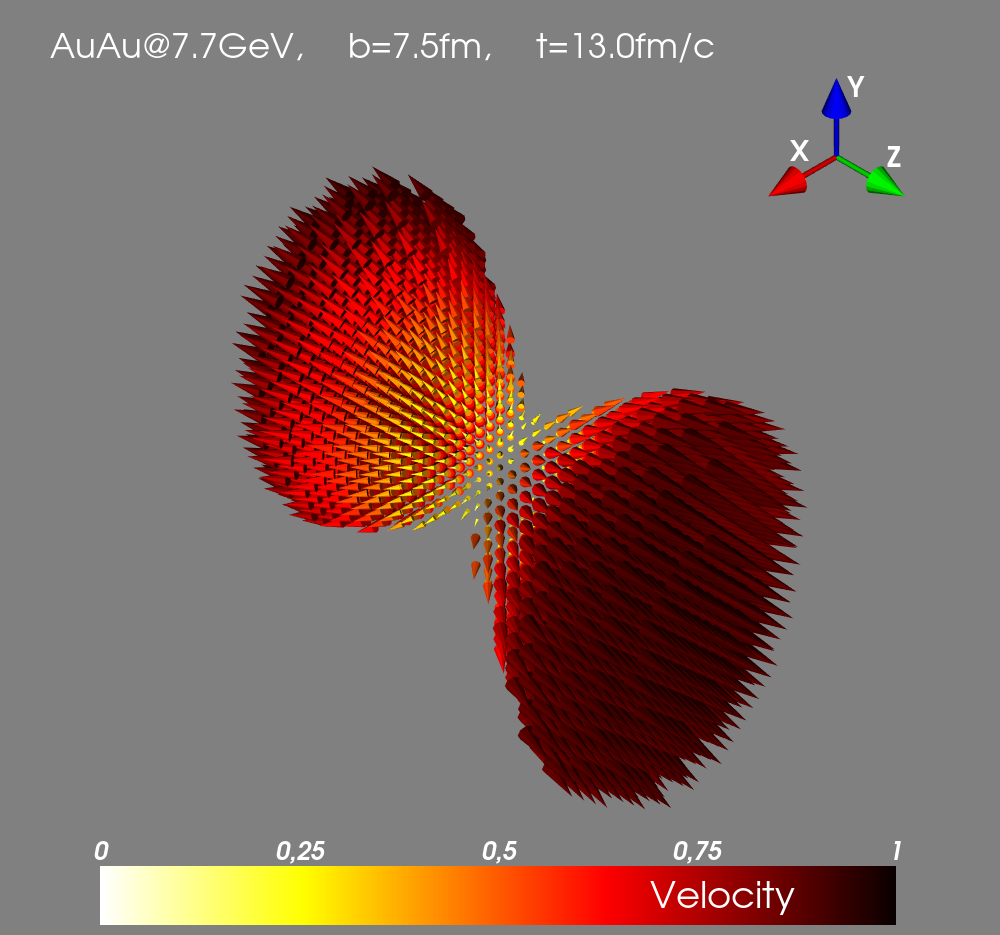 AuAu@7.7GeV, b=7.5fm, t=13.0fm/c
Y
X
Z
0 0,25 0,5 0,75 1
Velocity